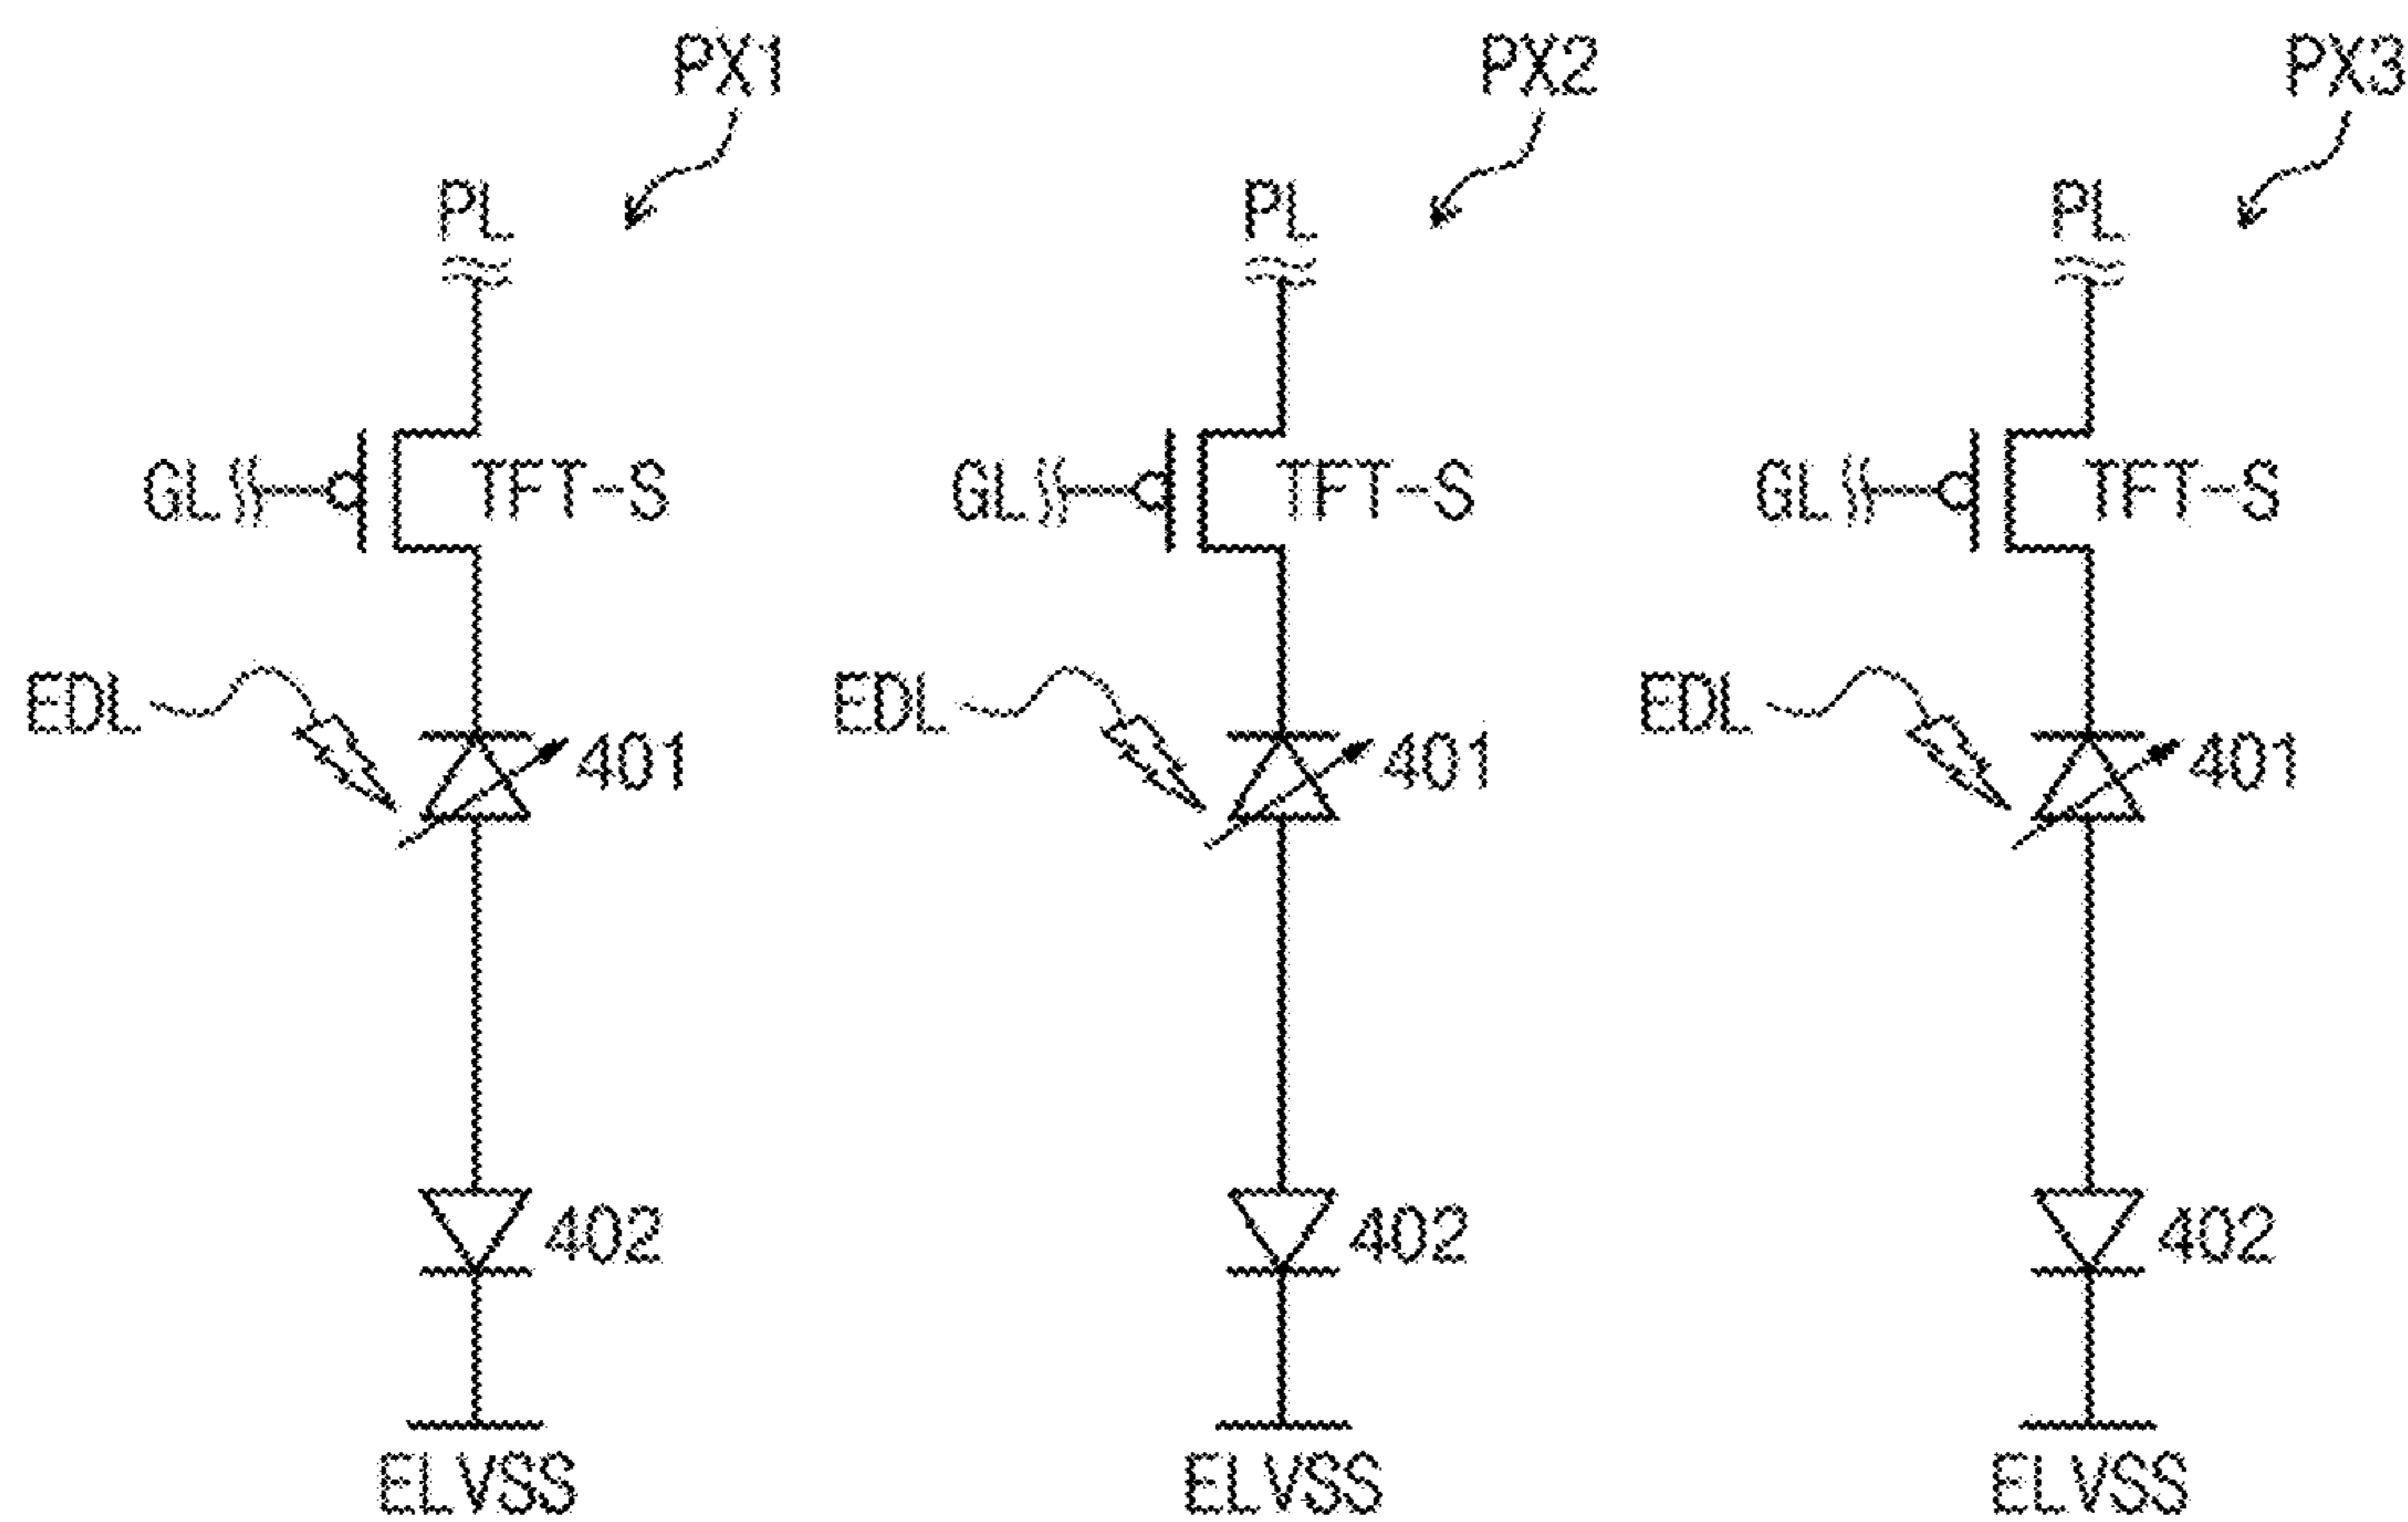 PX1 PX2 PX3
PL PL PL
GL TFT-S GL TFT-S GL TFT-S
EDL 401 EDL 401 EDL 401
402 402 402
ELVSS ELVSS ELVSS